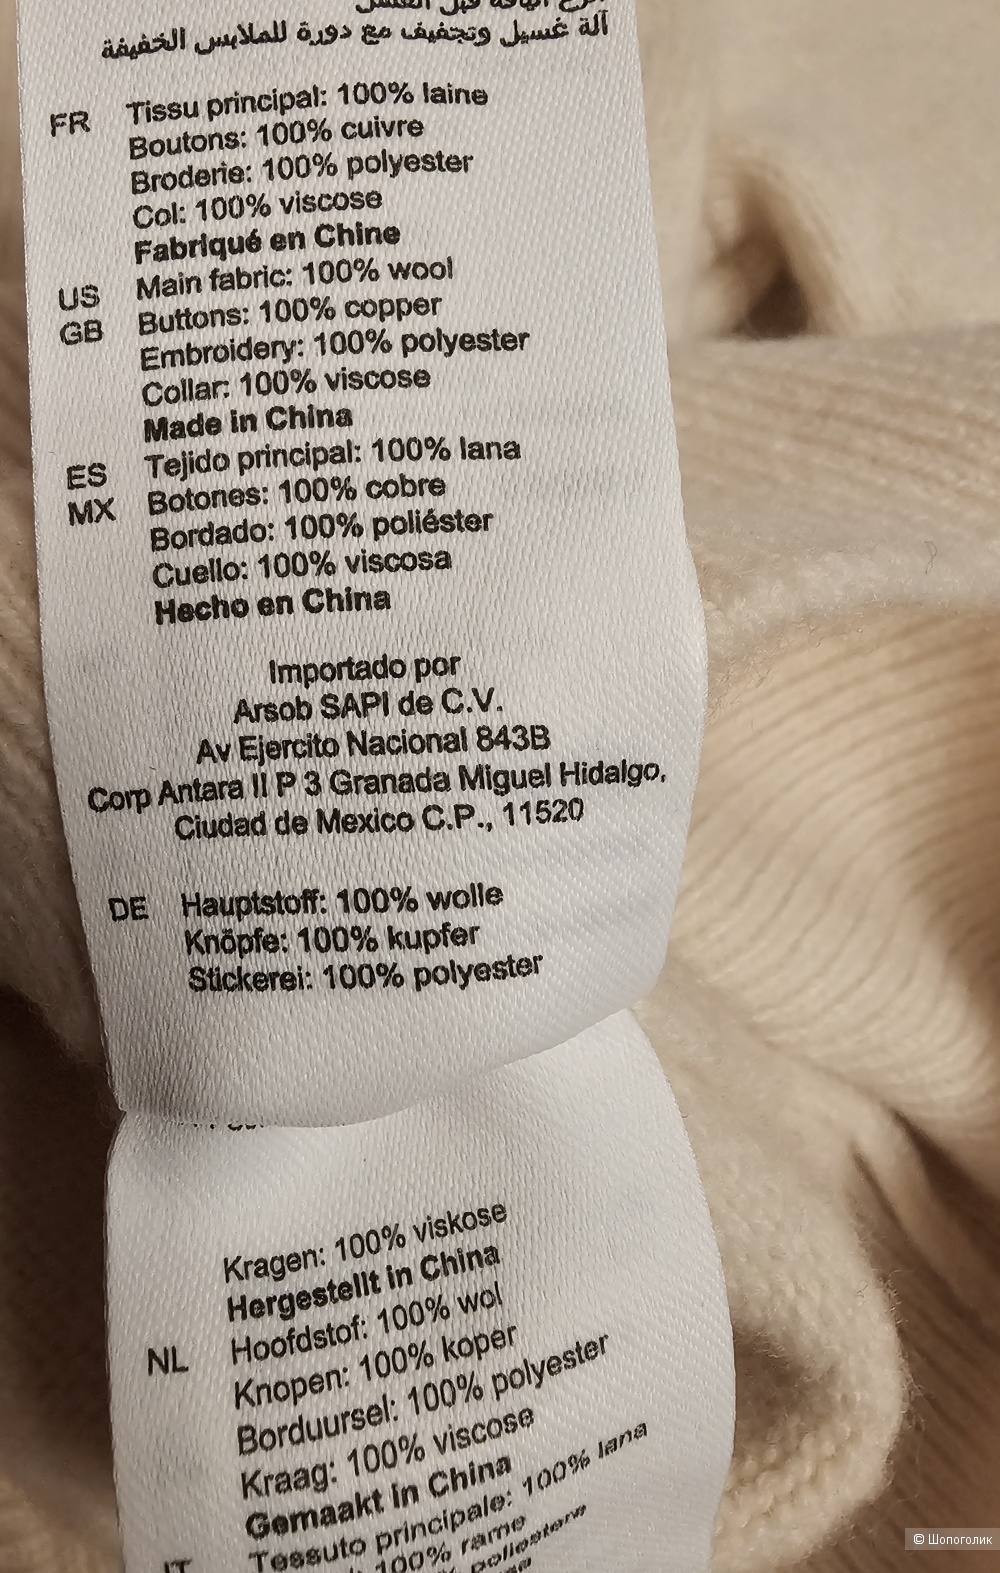 آلة غسيل وتجفيف مع دورة للملابس الخفيفة
FR Tissu principal: 100% laine
Boutons: 100% cuivre
Broderie: 100% polyester
Col: 100% viscose
Fabriqué en Chine
US Main fabric: 100% wool
GB Buttons: 100% copper
Embroidery: 100% polyester
Collar: 100% viscose
Made in China
ES Tejido principal: 100% lana
MX Botones: 100% cobre
Bordado: 100% poliéster
Cuello: 100% viscosa
Hecho en China
Importado por
Arsob SAPI de C.V.
Av Ejercito Nacional 843B
Corp Antara II P 3 Granada Miguel Hidalgo,
Ciudad de Mexico C.P., 11520
DE Hauptstoff: 100% wolle
Knöpfe: 100% kupfer
Stickerei: 100% polyester
Kragen: 100% viskose
Hergestellt in China
NL Hoofdstof: 100% wol
Knopen: 100% koper
Borduursel: 100% polyester
Kraag: 100% viscose
Gemaakt in China
IT Tessuto principale: 100% lana
100% rame
% poliestere
© Шопоголик